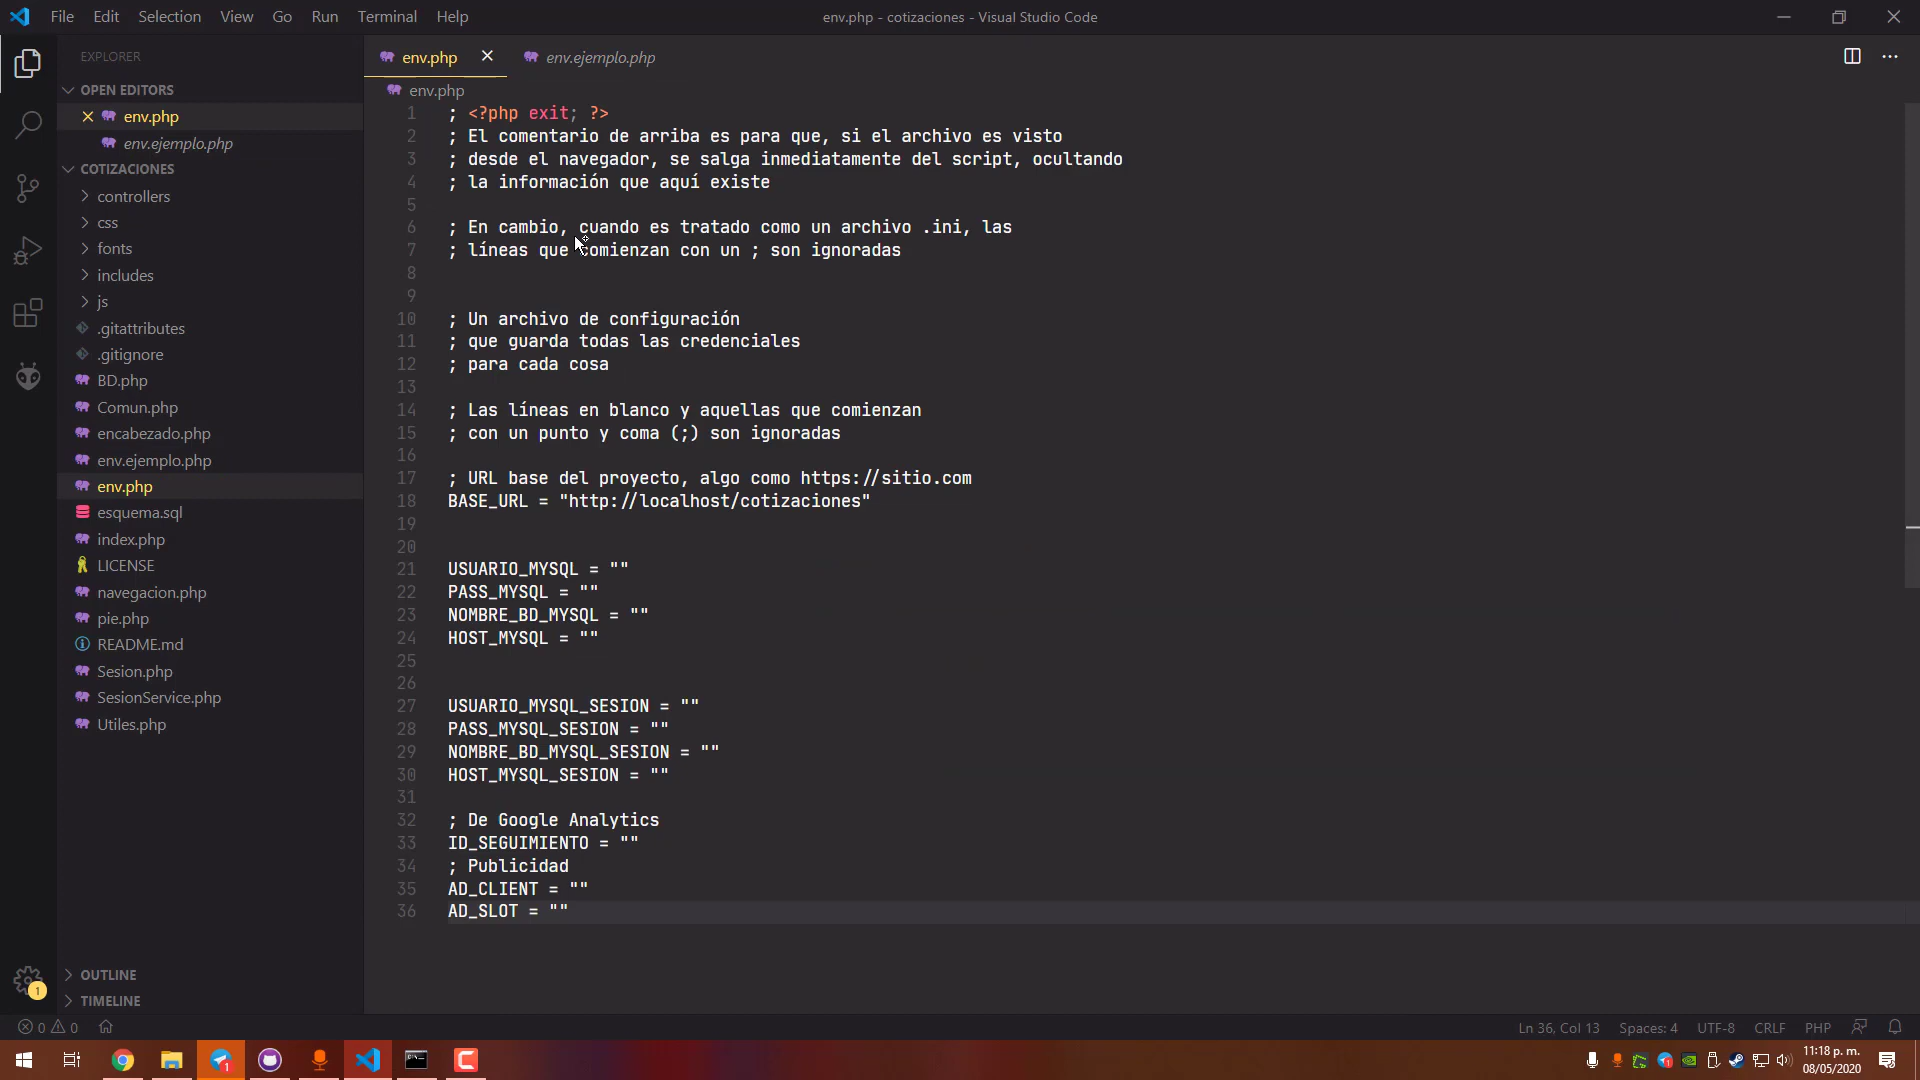 File Edit Selection View Go Run Terminal Help
env.php - cotizaciones - Visual Studio Code
EXPLORER
OPEN EDITORS
env.php
env.ejemplo.php
COTIZACIONES
controllers
css
fonts
includes
js
.gitattributes
.gitignore
BD.php
Comun.php
encabezado.php
env.ejemplo.php
env.php
esquema.sql
index.php
LICENSE
navegacion.php
pie.php
README.md
Sesion.php
SesionService.php
Utiles.php
OUTLINE
TIMELINE
1
env.php
env.ejemplo.php
env.php
1 ; <?php exit; ?>
2 ; El comentario de arriba es para que, si el archivo es visto
3 ; desde el navegador, se salga inmediatamente del script, ocultando
4 ; la información que aquí existe
5
6 ; En cambio, cuando es tratado como un archivo .ini, las
7 ; líneas que comienzan con un ; son ignoradas
8
9
10 ; Un archivo de configuración
11 ; que guarda todas las credenciales
12 ; para cada cosa
13
14 ; Las líneas en blanco y aquellas que comienzan
15 ; con un punto y coma (;) son ignoradas
16
17 ; URL base del proyecto, algo como https://sitio.com
18 BASE_URL = "http://localhost/cotizaciones"
19
20
21 USUARIO_MYSQL = ""
22 PASS_MYSQL = ""
23 NOMBRE_BD_MYSQL = ""
24 HOST_MYSQL = ""
25
26
27 USUARIO_MYSQL_SESION = ""
28 PASS_MYSQL_SESION = ""
29 NOMBRE_BD_MYSQL_SESION = ""
30 HOST_MYSQL_SESION = ""
31
32 ; De Google Analytics
33 ID_SEGUIMIENTO = ""
34 ; Publicidad
35 AD_CLIENT = ""
36 AD_SLOT = ""
0 0
Ln 36, Col 13 Spaces: 4 UTF-8 CRLF PHP
11:18 p. m.
08/05/2020